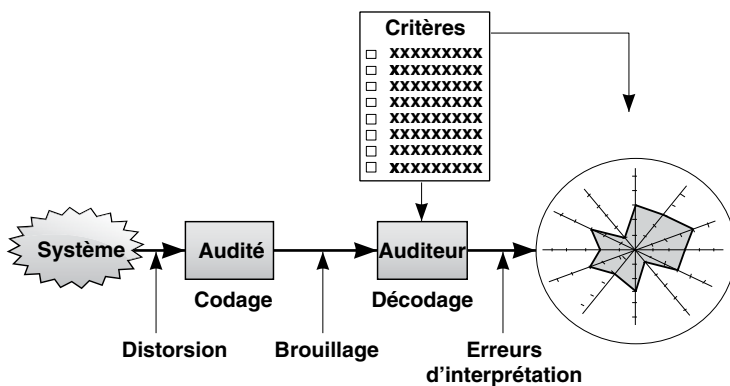 Critères
xxxxxxxxx
xxxxxxxxx
xxxxxxxxx
xxxxxxxxx
xxxxxxxxx
xxxxxxxxx
xxxxxxxxx
xxxxxxxxx
Système
Audité
Auditeur
Codage
Décodage
Distorsion
Brouillage
Erreurs
d'interprétation